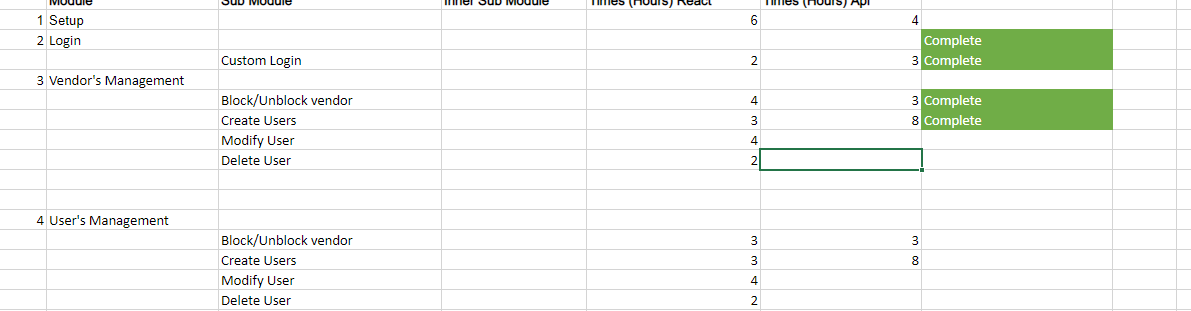 Module Sub Module Inner Sub Module Times (Hours) React Times (Hours) Api
1 Setup 6 4
2 Login Complete
Custom Login 2 3 Complete
3 Vendor's Management
Block/Unblock vendor 4 3 Complete
Create Users 3 8 Complete
Modify User 4
Delete User 2
4 User's Management
Block/Unblock vendor 3 3
Create Users 3 8
Modify User 4
Delete User 2